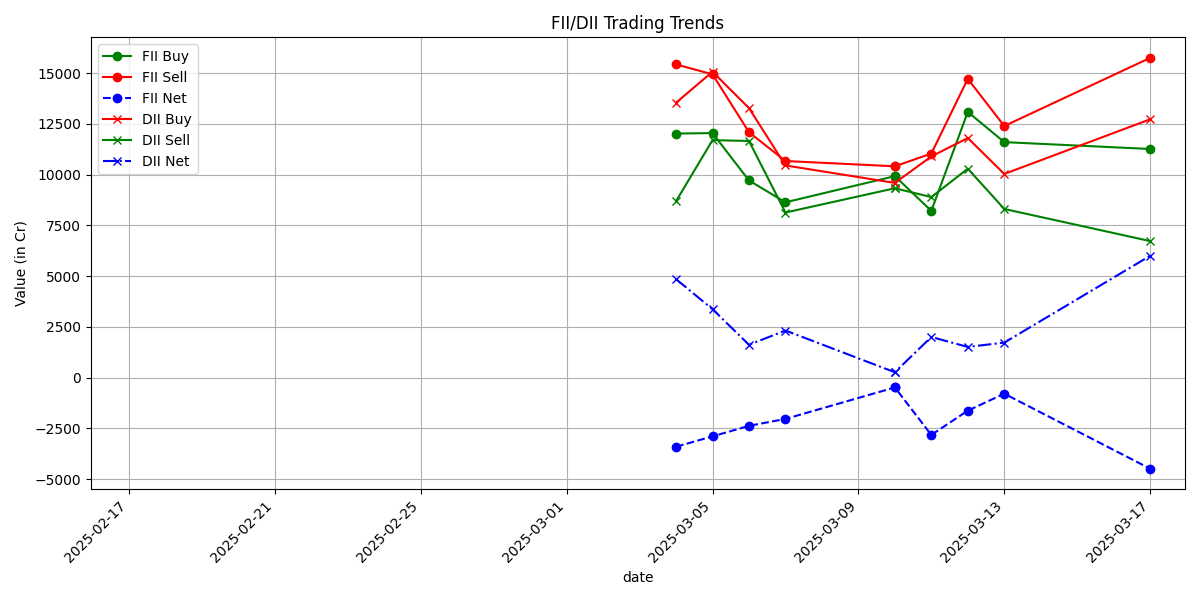 FII/DII Trading Trends
FII Buy
FII Sell
FII Net
DII Buy
DII Sell
DII Net
15000
12500
10000
7500
5000
2500
0
−2500
−5000
Value (in Cr)
2025-02-17
2025-02-21
2025-02-25
2025-03-01
2025-03-05
2025-03-09
2025-03-13
2025-03-17
date